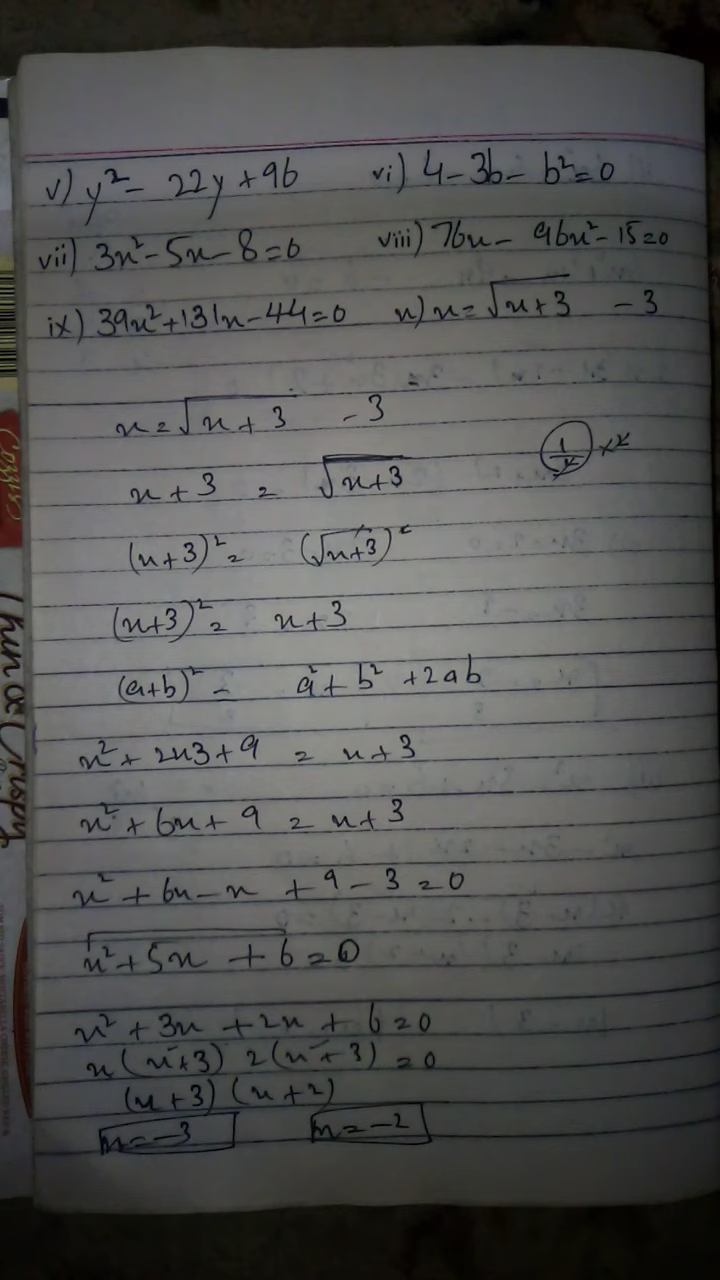 v) y² - 22y + 96 vi) 4 - 3b - b² = 0
vii) 3x² - 5x - 8 = 0 viii) 76x - 96x² - 15 = 0
ix) 39x² + 131x - 44 = 0 x) x = √x+3 - 3
x = √x+3 - 3
x + 3 = √x+3
(x+3)² = (√x+3)²
(x+3)² = x+3
(a+b)² = a² + b² + 2ab
x² + 2x3 + 9 = x+3
x² + 6x + 9 = x+3
x² + 6x - x + 9 - 3 = 0
x² + 5x + 6 = 0
x² + 3x + 2x + 6 = 0
x(x+3) 2(x+3) = 0
(x+3) (x+2)
x = -3 x = -2
Thin & Crispy